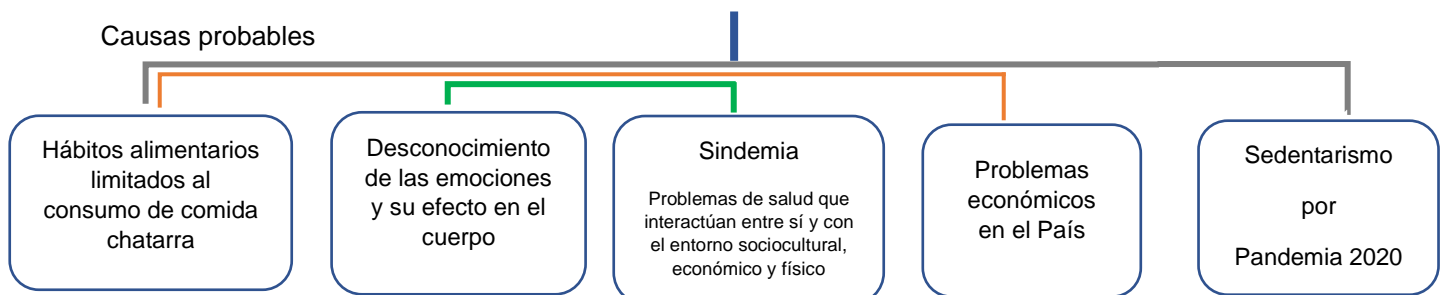 Causas probables
Hábitos alimentarios
limitados al
consumo de comida
chatarra
Desconocimiento
de las emociones
y su efecto en el
cuerpo
Sindemia
Problemas de salud que
interactúan entre sí y con
el entorno sociocultural,
económico y físico
Problemas
económicos
en el País
Sedentarismo
por
Pandemia 2020